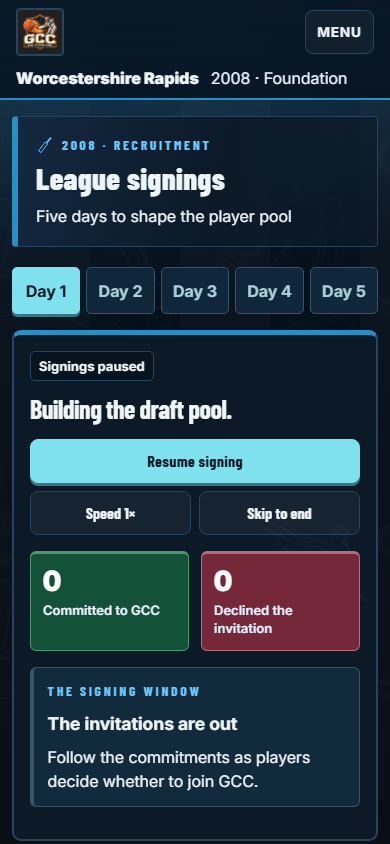 GCC
MENU
Worcestershire Rapids 2008 · Foundation
2008 · RECRUITMENT
League signings
Five days to shape the player pool
Day 1 Day 2 Day 3 Day 4 Day 5
Signings paused
Building the draft pool.
Resume signing
Speed 1× Skip to end
0 0
Committed to GCC Declined the
invitation
THE SIGNING WINDOW
The invitations are out
Follow the commitments as players
decide whether to join GCC.